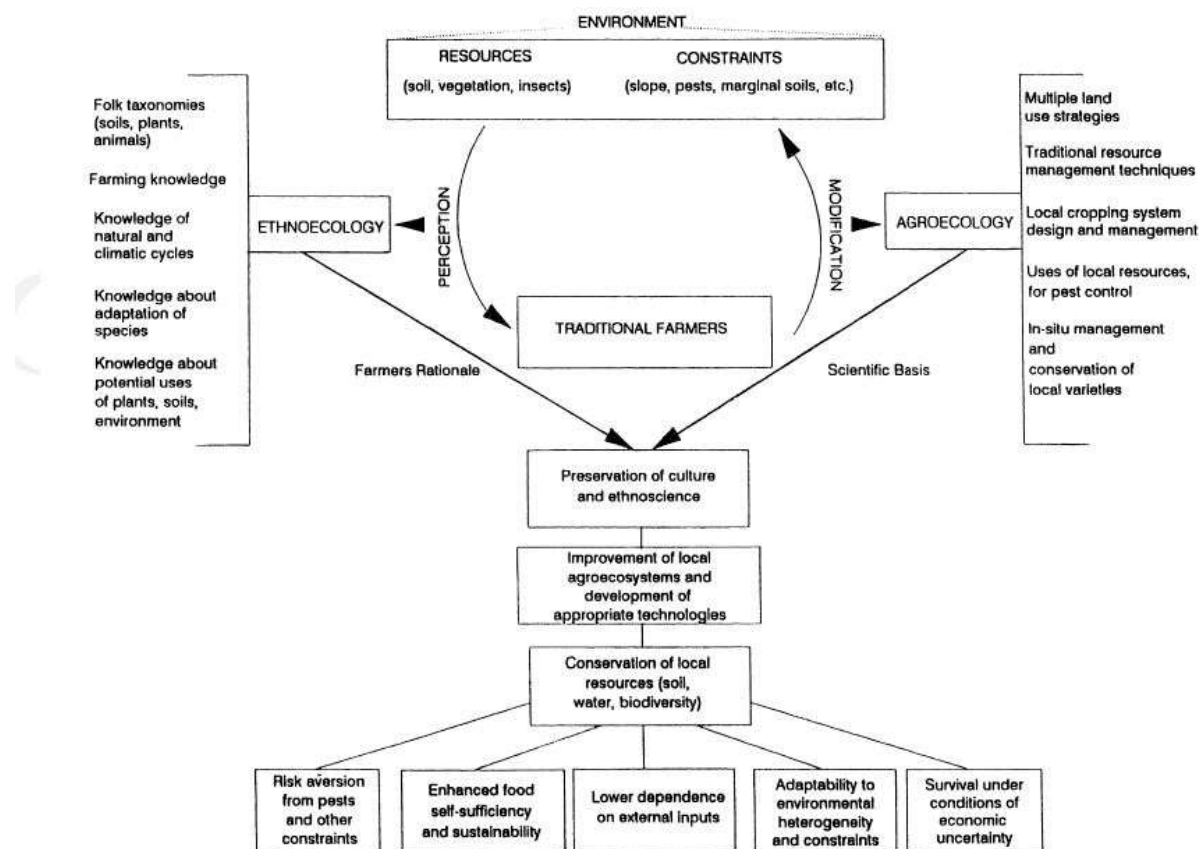 ENVIRONMENT
RESOURCES
(soil, vegetation, insects)
CONSTRAINTS
(slope, pests, marginal soils, etc.)
Folk taxonomies
(soils, plants,
animals)
Farming knowledge
Knowledge of
natural and
climatic cycles
Knowledge about
adaptation of
species
Knowledge about
potential uses
of plants, soils,
environment
ETHNOECOLOGY
PERCEPTION
MODIFICATION
AGROECOLOGY
Multiple land
use strategies
Traditional resource
management techniques
Local cropping system
design and management
Uses of local resources,
for pest control
In-situ management
and
conservation of
local varieties
TRADITIONAL FARMERS
Farmers Rationale
Scientific Basis
Preservation of culture
and ethnoscience
Improvement of local
agroecosystems and
development of
appropriate technologies
Conservation of local
resources (soil,
water, biodiversity)
Risk aversion
from pests
and other
constraints
Enhanced food
self-sufficiency
and sustainability
Lower dependence
on external inputs
Adaptability to
environmental
heterogeneity
and constraints
Survival under
conditions of
economic
uncertainty